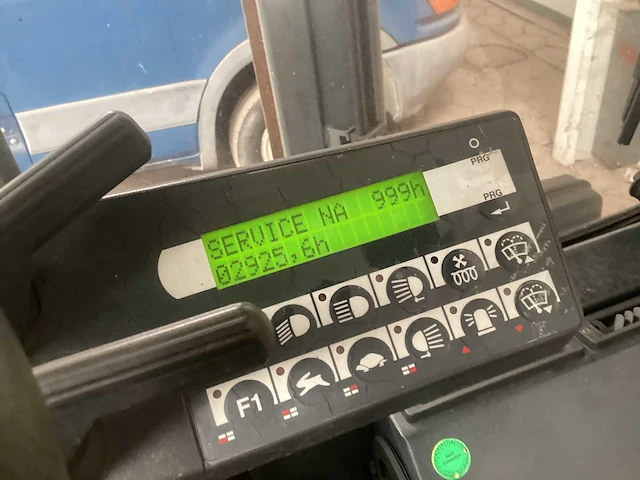 PRG
SERVICE NA 999h
02925,6h
PRG
F1